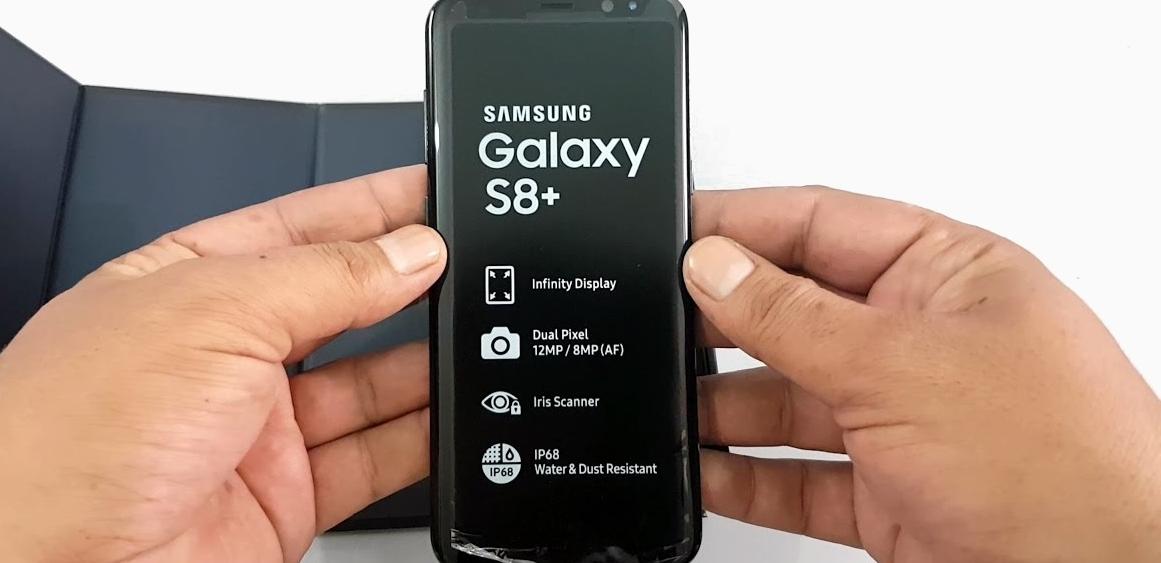 SAMSUNG
Galaxy
S8+
Infinity Display
Dual Pixel
12MP / 8MP (AF)
Iris Scanner
IP68
IP68
Water & Dust Resistant